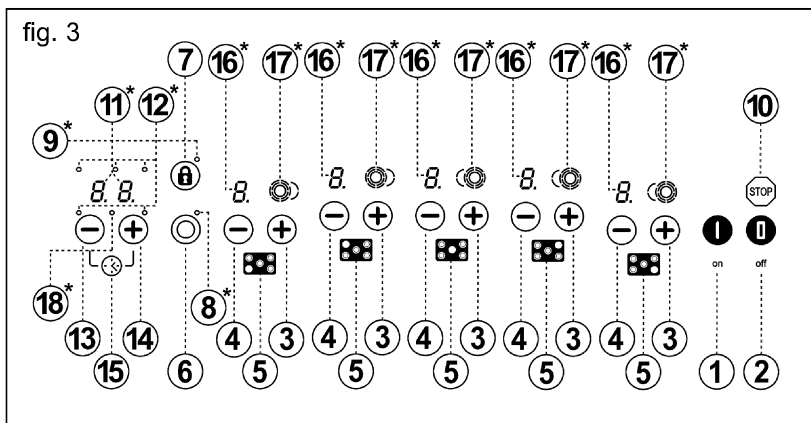 fig. 3
7 16* 17* 16* 17* 16* 17* 16* 17* 16* 17*
11* 12* 10
9*
STOP
8. 8. 8. 8. 8. 8. 8.
− + − + − + − + − + − +
on off
18* 8*
13 14 4 3 4 3 4 3 4 3 4 3
15 6 5 5 5 5 5 1 2